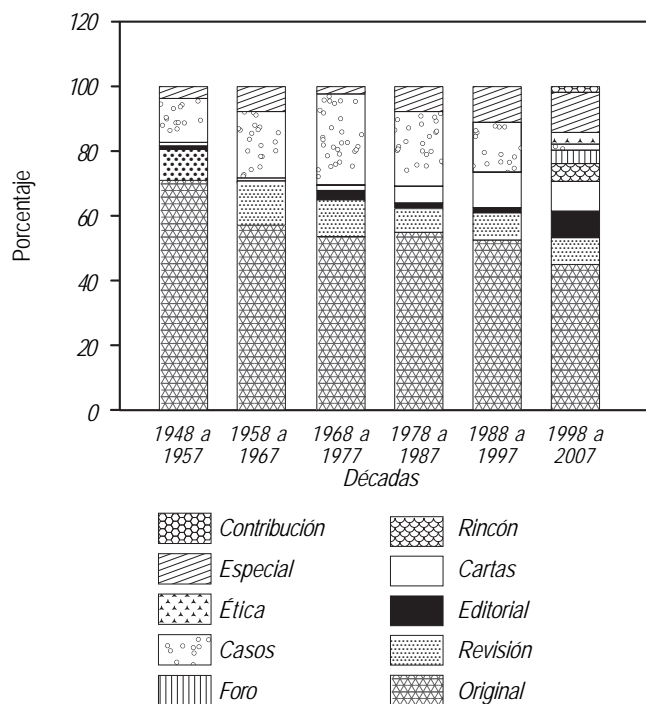 120
100
80
60
40
20
0
Porcentaje
1948 a 1958 a 1968 a 1978 a 1988 a 1998 a
1957 1967 1977 1987 1997 2007
Décadas
Contribución Rincón
Especial Cartas
Ética Editorial
Casos Revisión
Foro Original